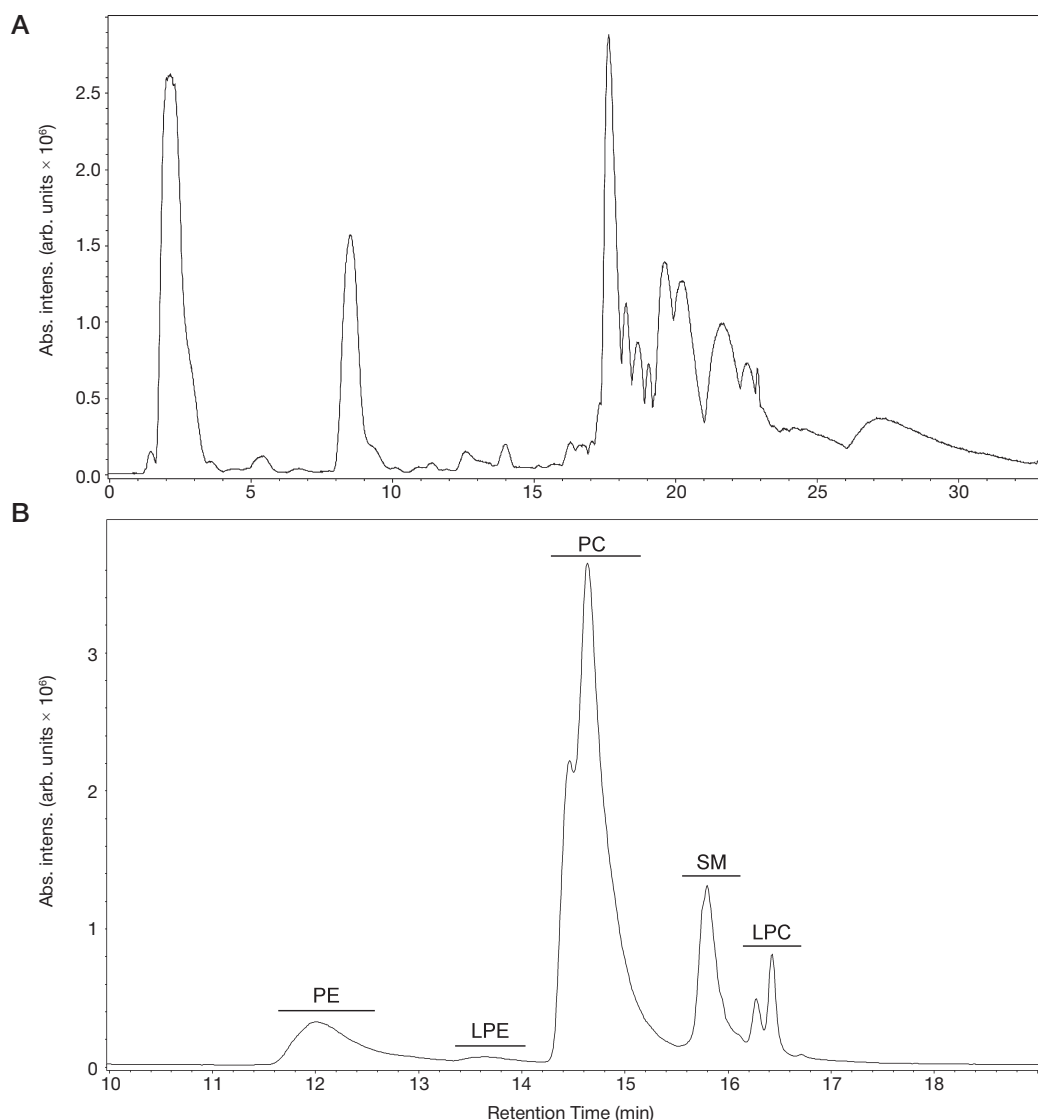 A
Abs. intens. (arb. units × 10⁶)
2.5
2.0
1.5
1.0
0.5
0.0
0 5 10 15 20 25 30
B
Abs. intens. (arb. units × 10⁶)
3
2
1
0
PC
SM
LPC
PE
LPE
10 11 12 13 14 15 16 17 18
Retention Time (min)